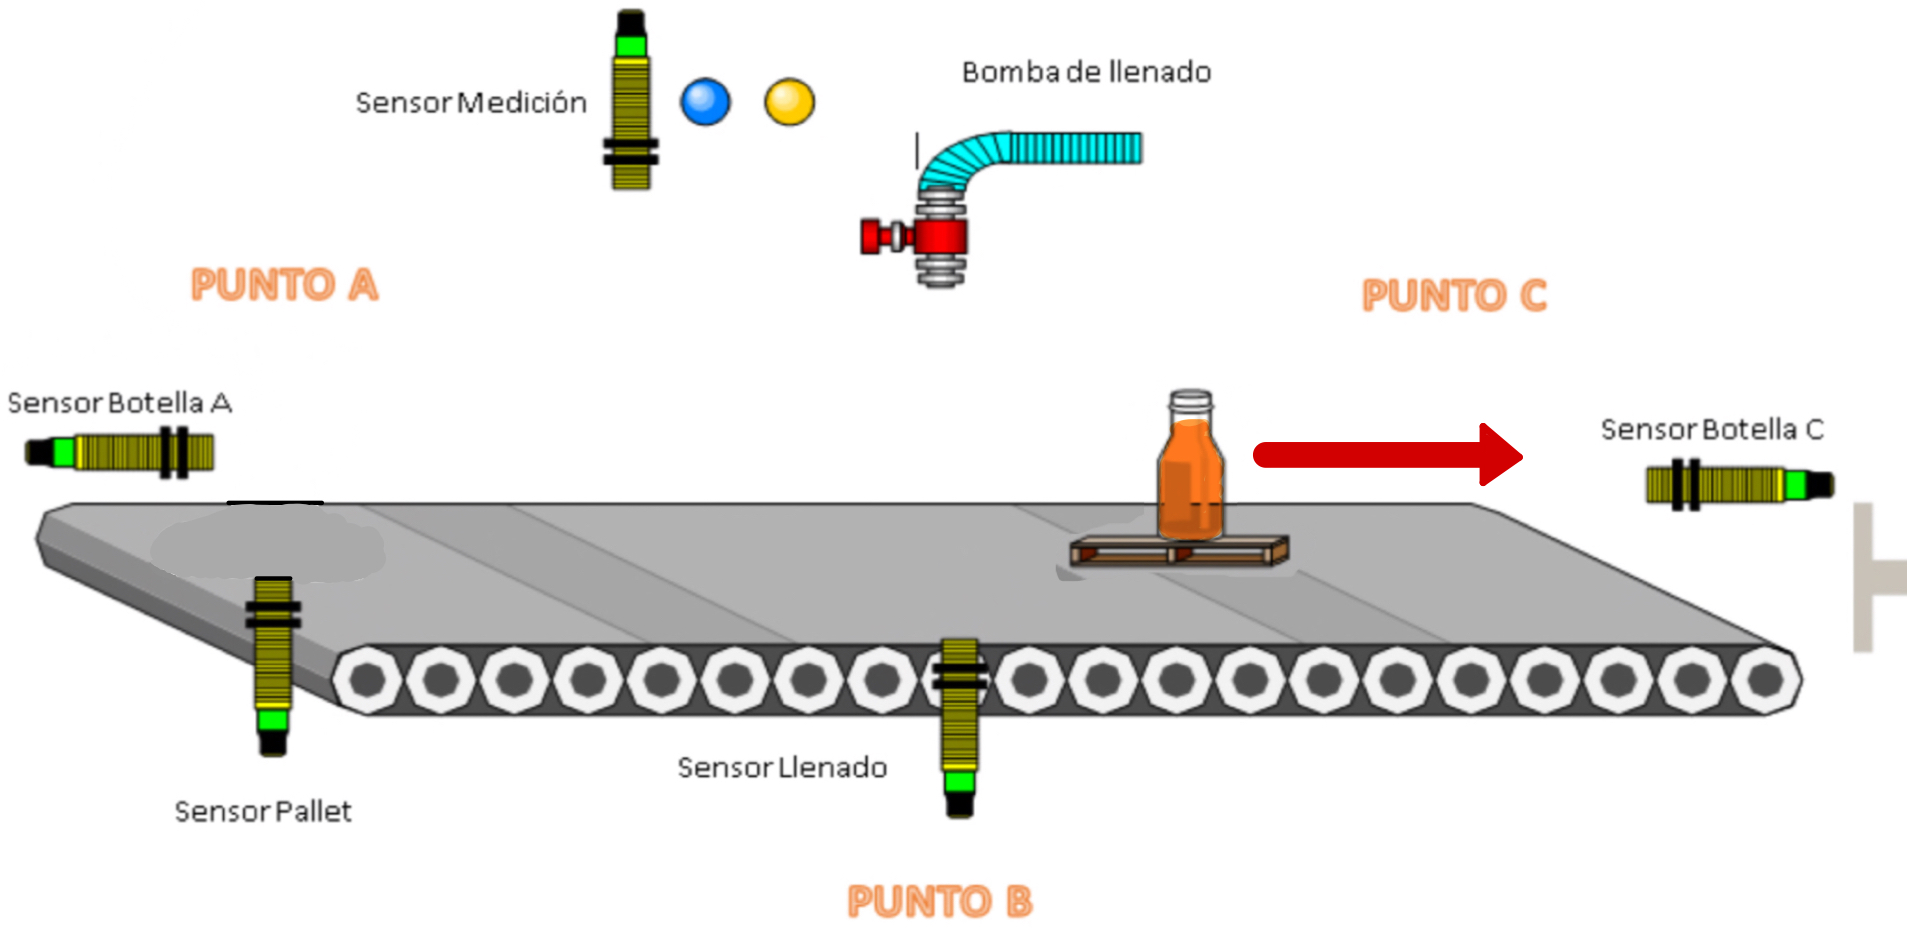 Bomba de llenado
Sensor Medición
PUNTO A
PUNTO C
Sensor Botella A
Sensor Botella C
Sensor Llenado
Sensor Pallet
PUNTO B